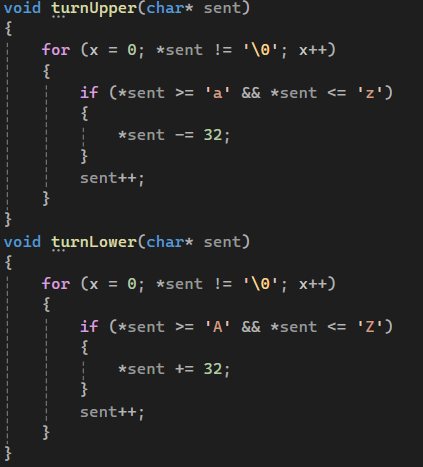 void turnUpper(char* sent)
{
    for (x = 0; *sent != '\0'; x++)
    {
        if (*sent >= 'a' && *sent <= 'z')
        {
            *sent -= 32;
        }
        sent++;
    }
}
void turnLower(char* sent)
{
    for (x = 0; *sent != '\0'; x++)
    {
        if (*sent >= 'A' && *sent <= 'Z')
        {
            *sent += 32;
        }
        sent++;
    }
}